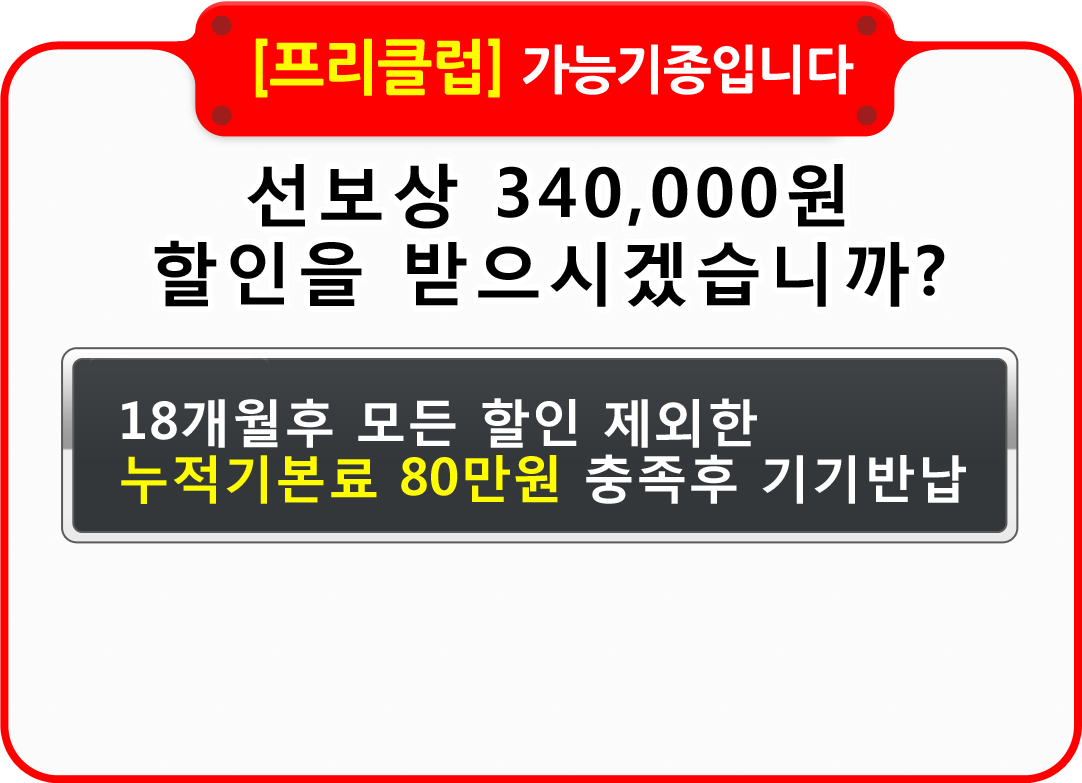 [프리클럽] 가능기종입니다
선보상 340,000원
할인을 받으시겠습니까?
18개월후 모든 할인 제외한
누적기본료 80만원 충족후 기기반납